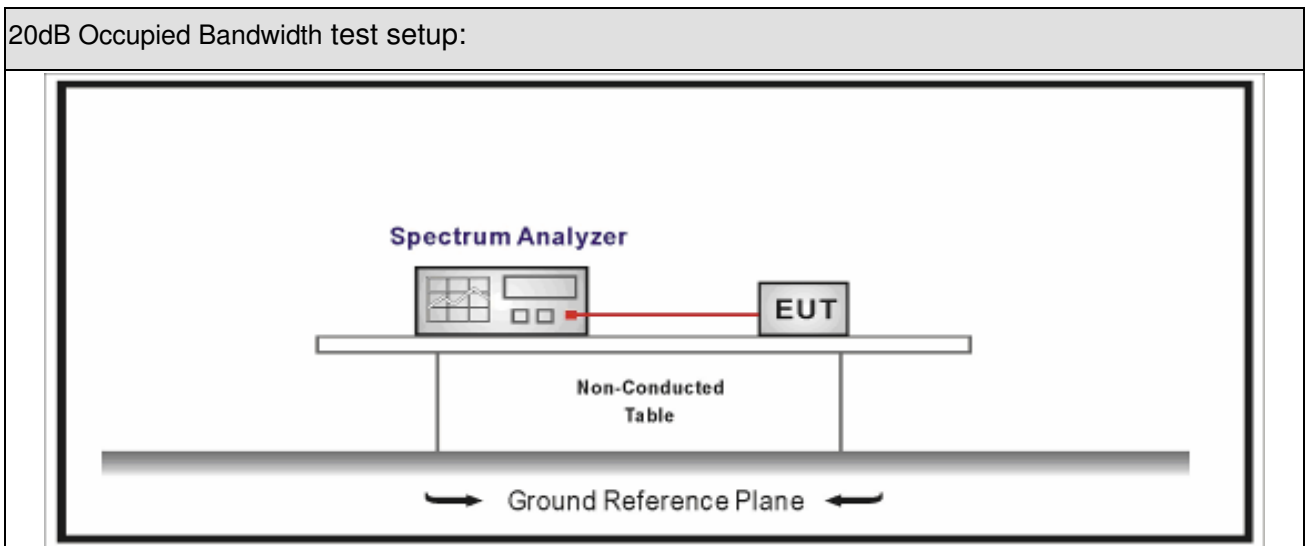 20dB Occupied Bandwidth test setup:
Spectrum Analyzer
EUT
Non-Conducted
Table
Ground Reference Plane